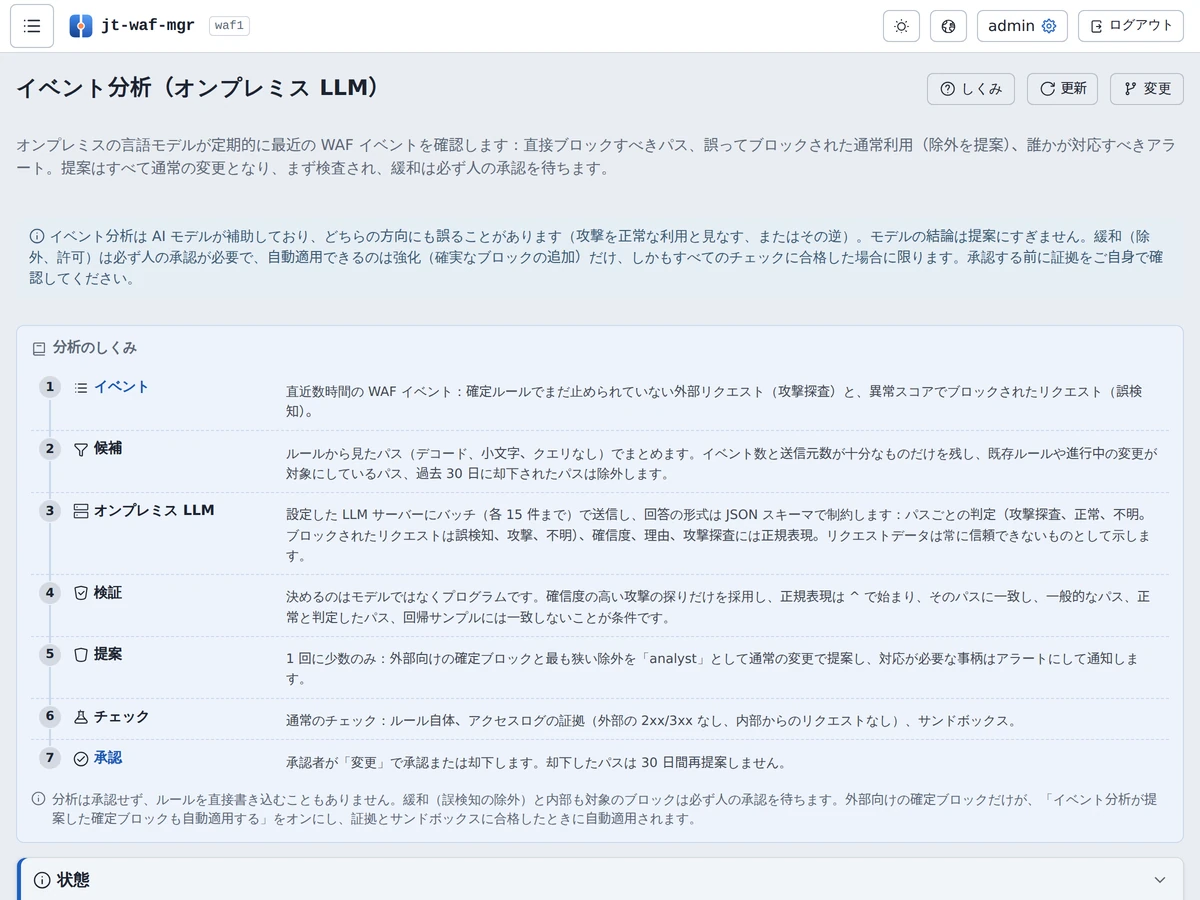 jt-waf-mgr waf1 admin ログアウト
イベント分析（オンプレミス LLM） しくみ 更新 変更
オンプレミスの言語モデルが定期的に最近の WAF イベントを確認します：直接ブロックすべきパス、誤ってブロックされた通常利用（除外を提案）、誰かが対応すべきアラ
ート。提案はすべて通常の変更となり、まず検査され、緩和は必ず人の承認を待ちます。
イベント分析は AI モデルが補助しており、どちらの方向にも誤ることがあります（攻撃を正常な利用と見なす、またはその逆）。モデルの結論は提案にすぎません。緩和（除
外、許可）は必ず人の承認が必要で、自動適用できるのは強化（確実なブロックの追加）だけ、しかもすべてのチェックに合格した場合に限ります。承認する前に証拠をご自身で確
認してください。
分析のしくみ
1 イベント
直近数時間の WAF イベント：確定ルールでまだ止められていない外部リクエスト（攻撃探査）と、異常スコアでブロックされたリクエスト（誤検
知）。
2 候補
ルールから見たパス（デコード、小文字、クエリなし）でまとめます。イベント数と送信元数が十分なものだけを残し、既存ルールや進行中の変更が
対象にしているパス、過去 30 日に却下されたパスは除外します。
3 オンプレミス LLM
設定した LLM サーバーにバッチ（各 15 件まで）で送信し、回答の形式は JSON スキーマで制約します：パスごとの判定（攻撃探査、正常、不明。
ブロックされたリクエストは誤検知、攻撃、不明）、確信度、理由、攻撃探査には正規表現。リクエストデータは常に信頼できないものとして示しま
す。
4 検証
決めるのはモデルではなくプログラムです。確信度の高い攻撃の探りだけを採用し、正規表現は ^ で始まり、そのパスに一致し、一般的なパス、正
常と判定したパス、回帰サンプルには一致しないことが条件です。
5 提案
1 回に少数のみ：外部向けの確定ブロックと最も狭い除外を「analyst」として通常の変更で提案し、対応が必要な事柄はアラートにして通知しま
す。
6 チェック
通常のチェック：ルール自体、アクセスログの証拠（外部の 2xx/3xx なし、内部からのリクエストなし）、サンドボックス。
7 承認
承認者が「変更」で承認または却下します。却下したパスは 30 日間再提案しません。
分析は承認せず、ルールを直接書き込むこともありません。緩和（誤検知の除外）と内部も対象のブロックは必ず人の承認を待ちます。外部向けの確定ブロックだけが、「イベント分析が提
案した確定ブロックも自動適用する」をオンにし、証拠とサンドボックスに合格したときに自動適用されます。
状態